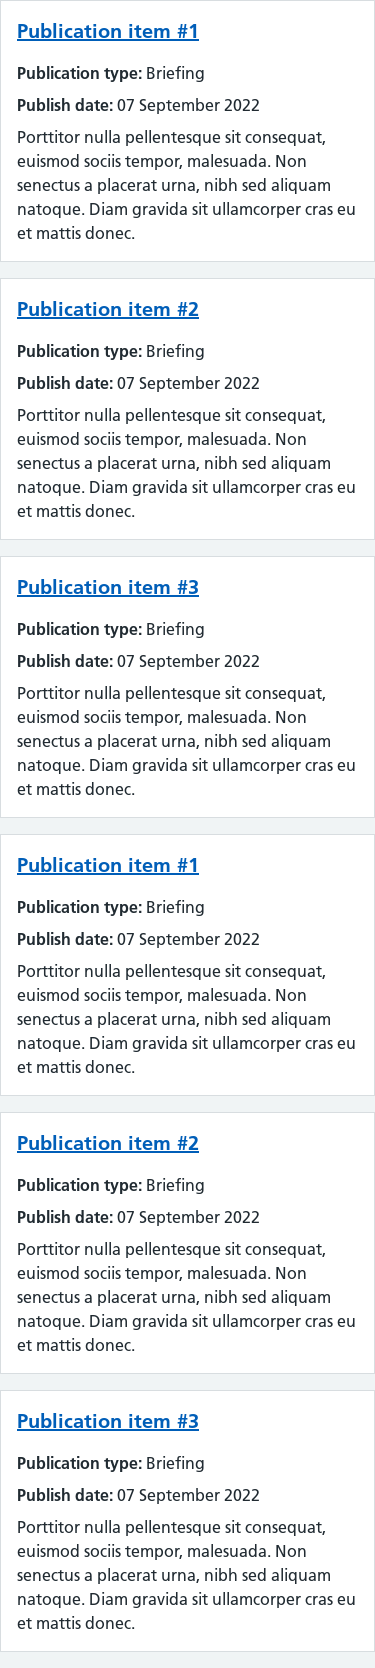 Publication item #1
Publication type: Briefing
Publish date: 07 September 2022
Porttitor nulla pellentesque sit consequat,
euismod sociis tempor, malesuada. Non
senectus a placerat urna, nibh sed aliquam
natoque. Diam gravida sit ullamcorper cras eu
et mattis donec.
Publication item #2
Publication type: Briefing
Publish date: 07 September 2022
Porttitor nulla pellentesque sit consequat,
euismod sociis tempor, malesuada. Non
senectus a placerat urna, nibh sed aliquam
natoque. Diam gravida sit ullamcorper cras eu
et mattis donec.
Publication item #3
Publication type: Briefing
Publish date: 07 September 2022
Porttitor nulla pellentesque sit consequat,
euismod sociis tempor, malesuada. Non
senectus a placerat urna, nibh sed aliquam
natoque. Diam gravida sit ullamcorper cras eu
et mattis donec.
Publication item #1
Publication type: Briefing
Publish date: 07 September 2022
Porttitor nulla pellentesque sit consequat,
euismod sociis tempor, malesuada. Non
senectus a placerat urna, nibh sed aliquam
natoque. Diam gravida sit ullamcorper cras eu
et mattis donec.
Publication item #2
Publication type: Briefing
Publish date: 07 September 2022
Porttitor nulla pellentesque sit consequat,
euismod sociis tempor, malesuada. Non
senectus a placerat urna, nibh sed aliquam
natoque. Diam gravida sit ullamcorper cras eu
et mattis donec.
Publication item #3
Publication type: Briefing
Publish date: 07 September 2022
Porttitor nulla pellentesque sit consequat,
euismod sociis tempor, malesuada. Non
senectus a placerat urna, nibh sed aliquam
natoque. Diam gravida sit ullamcorper cras eu
et mattis donec.